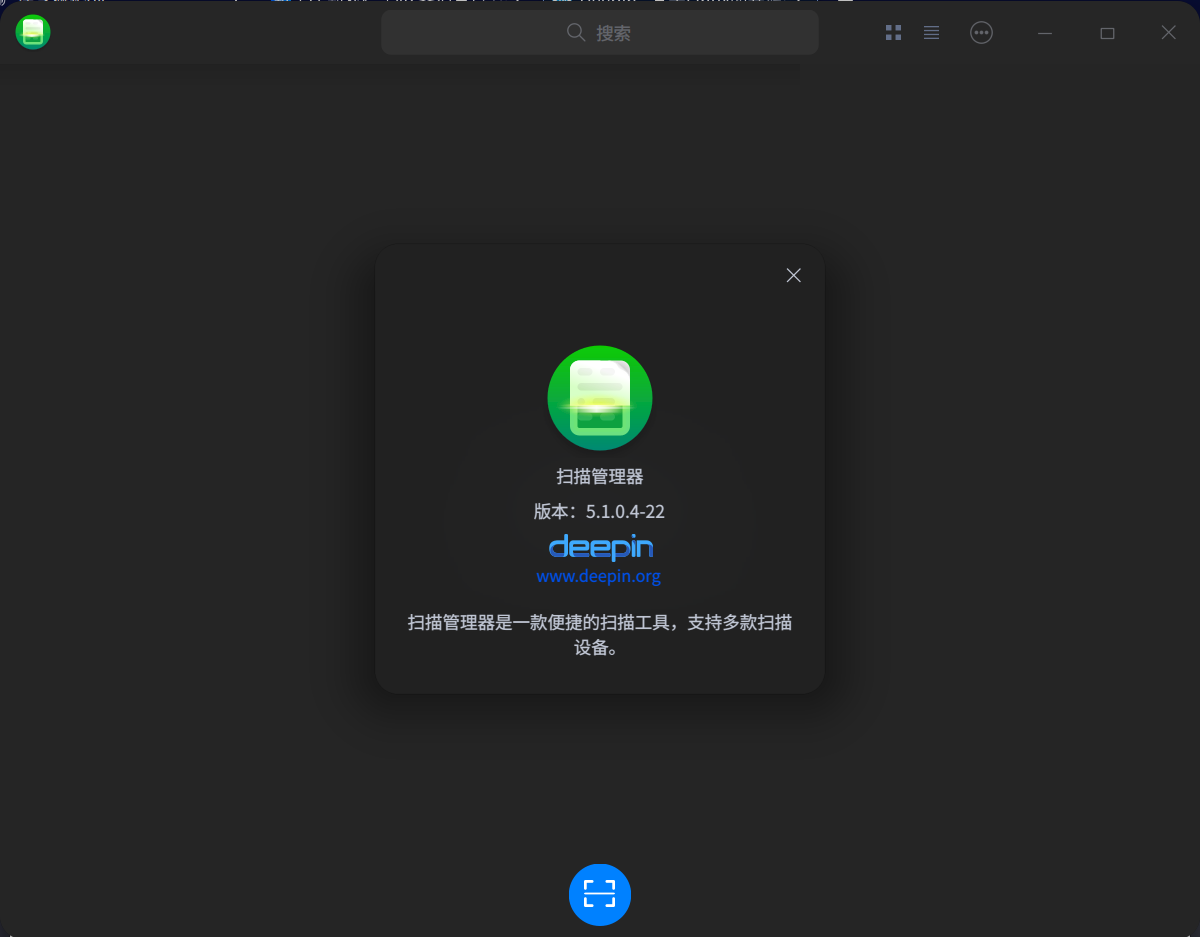 搜索
扫描管理器
版本：5.1.0.4-22
deepin
www.deepin.org
扫描管理器是一款便捷的扫描工具，支持多款扫描
设备。